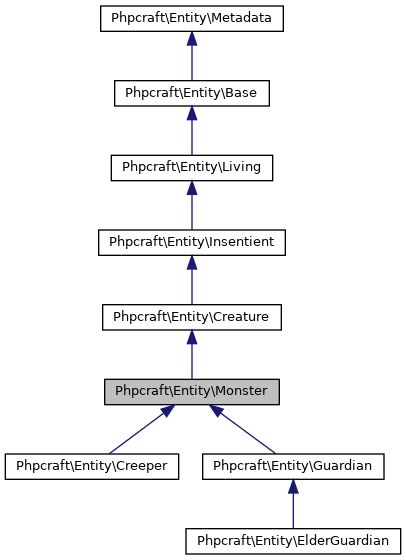 Phpcraft\Entity\Metadata
Phpcraft\Entity\Base
Phpcraft\Entity\Living
Phpcraft\Entity\Insentient
Phpcraft\Entity\Creature
Phpcraft\Entity\Monster
Phpcraft\Entity\Creeper
Phpcraft\Entity\Guardian
Phpcraft\Entity\ElderGuardian